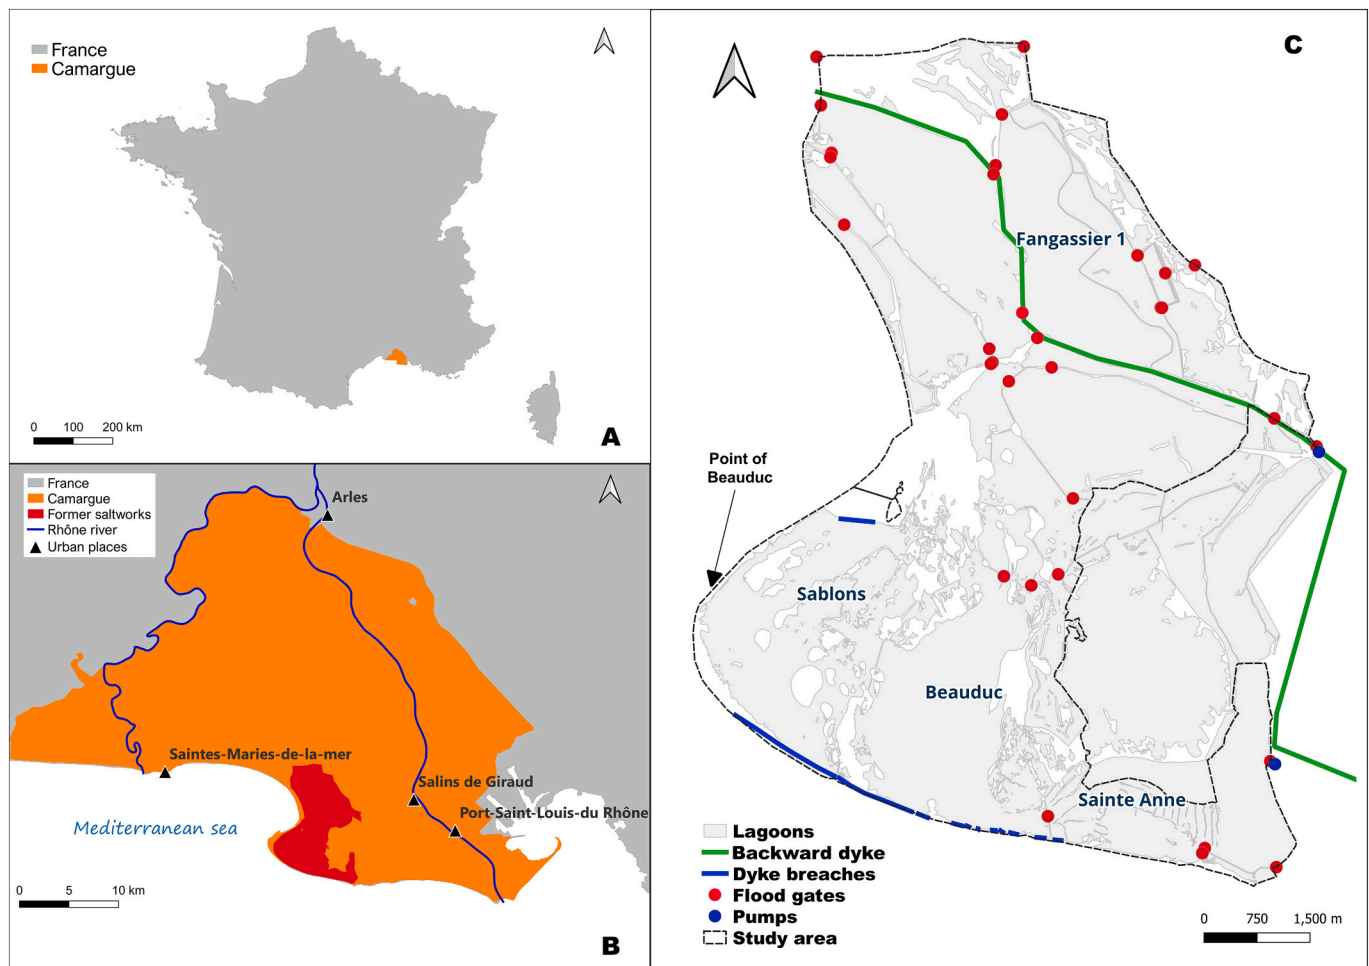 France
Camargue
0 100 200 km
A
France
Camargue
Former saltworks
Rhône river
Urban places
Arles
Saintes-Maries-de-la-mer
Salins de Giraud
Port-Saint-Louis-du Rhône
Mediterranean sea
0 5 10 km
B
C
Fangassier 1
Point of
Beauduc
Sablons
Beauduc
Sainte Anne
Lagoons
Backward dyke
Dyke breaches
Flood gates
Pumps
Study area
0 750 1,500 m